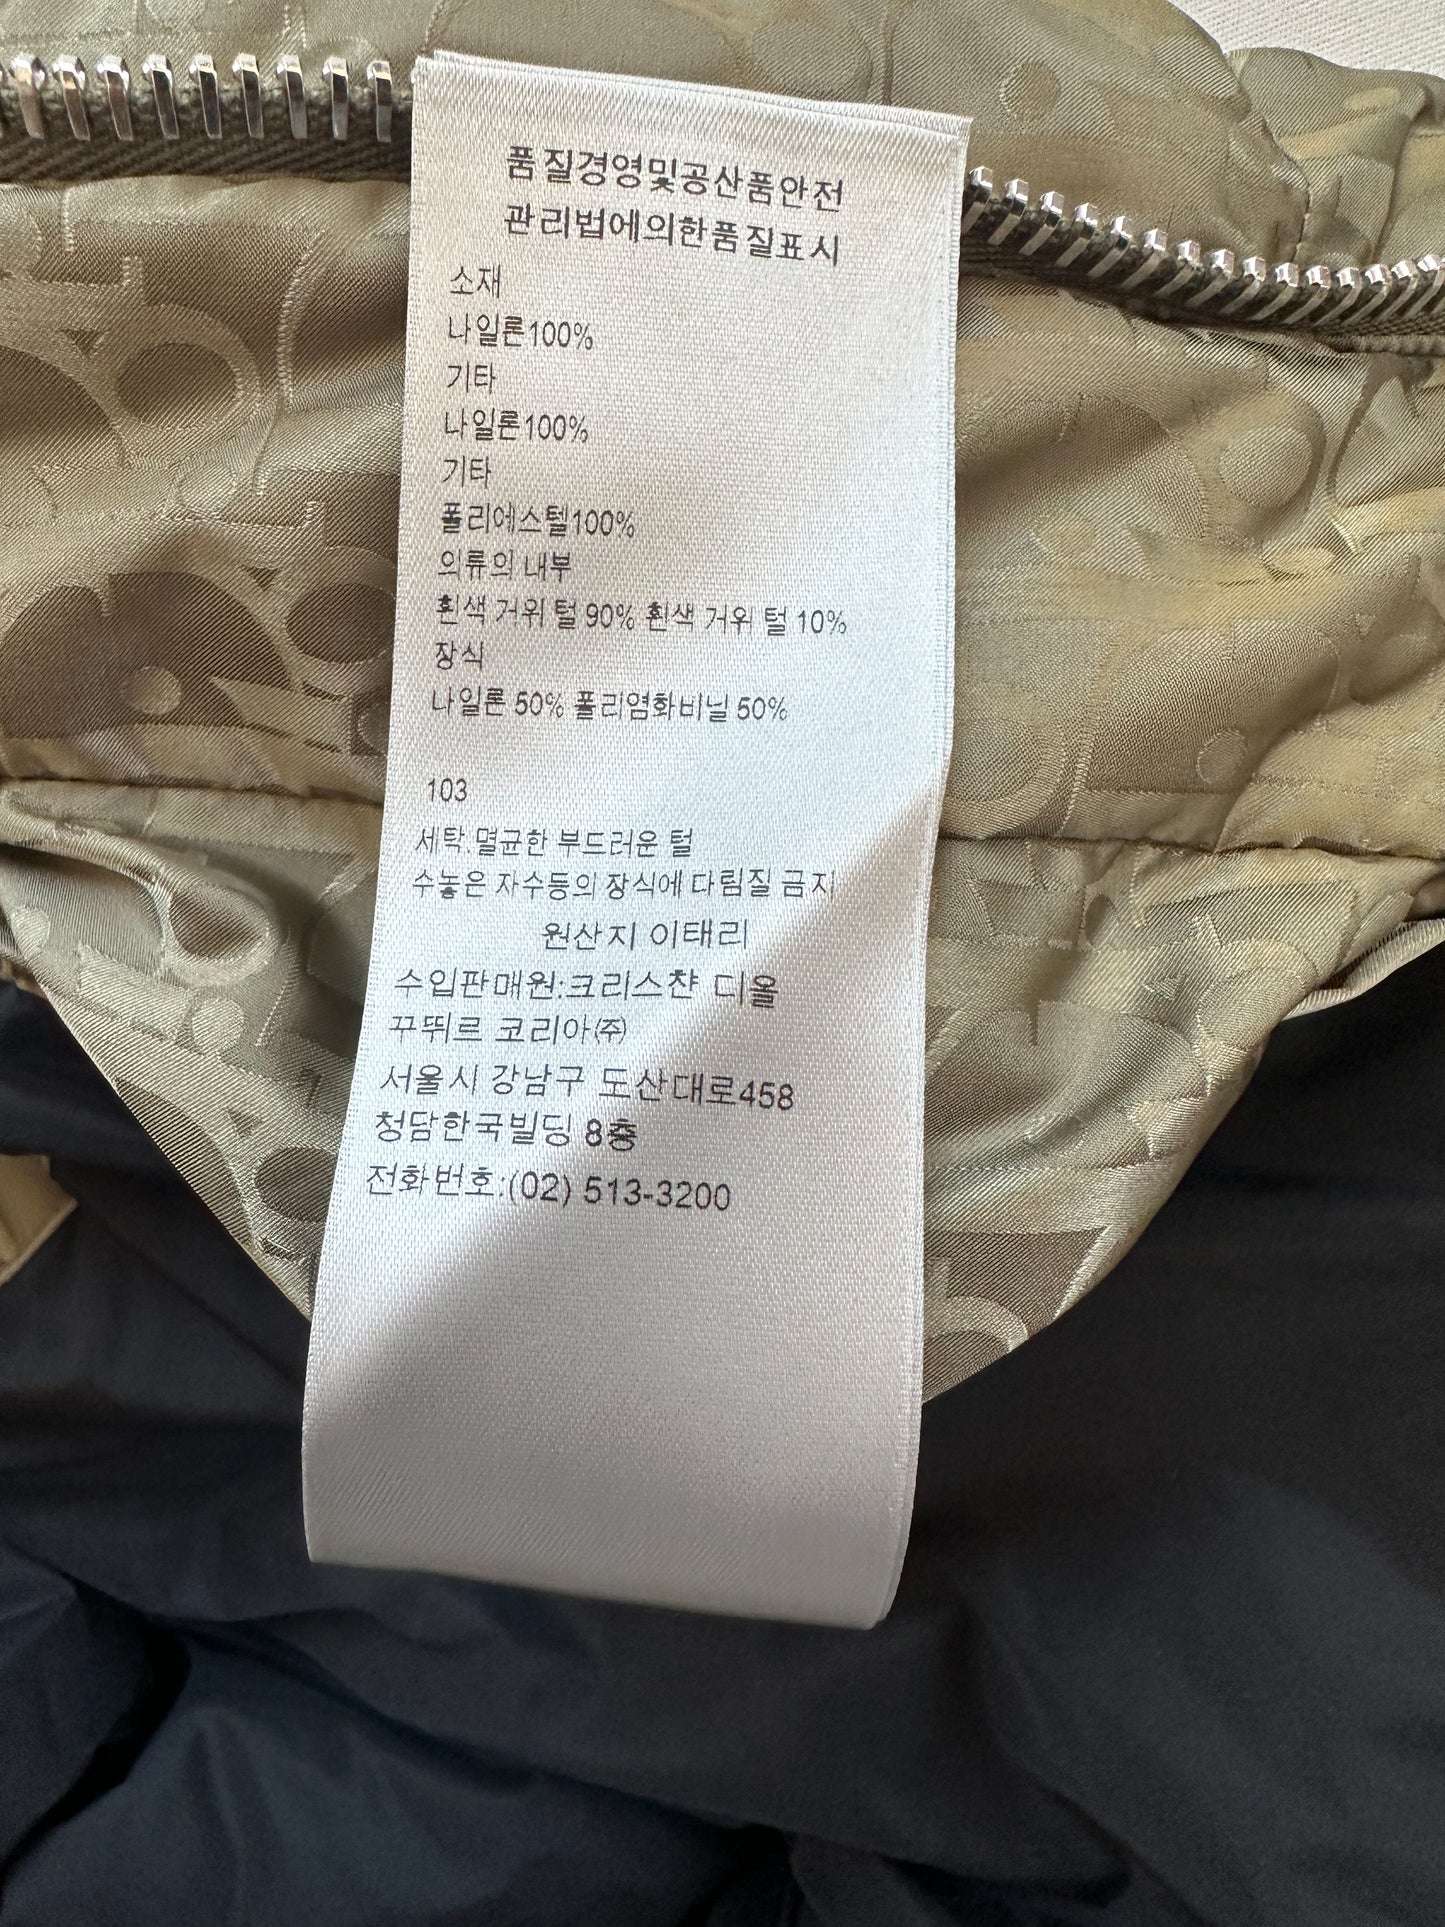 품질경영및공산품안전
관리법에의한품질표시
소재
나일론100%
기타
나일론100%
기타
폴리에스텔100%
의류의 내부
흰색 거위 털 90% 흰색 거위 털 10%
장식
나일론 50% 폴리염화비닐 50%
103
세탁.멸균한 부드러운 털
수놓은 자수등의 장식에 다림질 금지
원산지 이태리
수입판매원:크리스챤 디올
꾸뛰르 코리아㈜
서울시 강남구 도산대로458
청담한국빌딩 8층
전화번호:(02) 513-3200